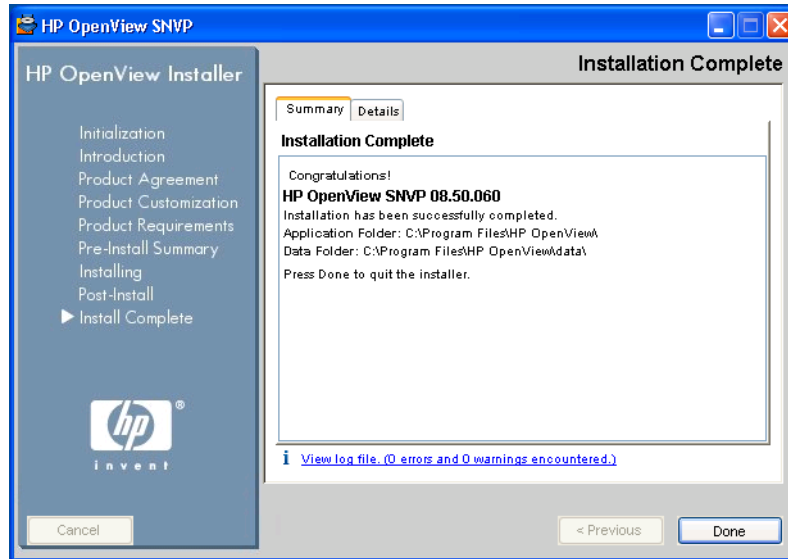 HP OpenView SNVP
HP OpenView Installer
Initialization
Introduction
Product Agreement
Product Customization
Product Requirements
Pre-Install Summary
Installing
Post-Install
Install Complete
hp
®
invent
Cancel
Installation Complete
Summary
Details
Installation Complete
Congratulations!
HP OpenView SNVP 08.50.060
Installation has been successfully completed.
Application Folder: C:\Program Files\HP OpenView\
Data Folder: C:\Program Files\HP OpenView\data\
Press Done to quit the installer.
i View log file. (0 errors and 0 warnings encountered.)
< Previous
Done